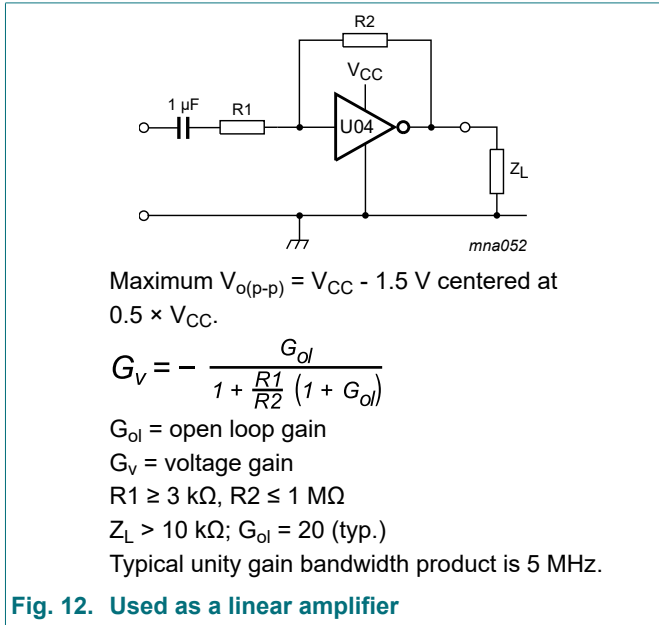 R2
VCC
1 µF
R1
U04
ZL
mna052
Maximum Vo(p-p) = VCC - 1.5 V centered at
0.5 × VCC.
Gv = − Gol / 1 + R1/R2 (1 + Gol)
Gol = open loop gain
Gv = voltage gain
R1 ≥ 3 kΩ, R2 ≤ 1 MΩ
ZL > 10 kΩ; Gol = 20 (typ.)
Typical unity gain bandwidth product is 5 MHz.
Fig. 12. Used as a linear amplifier